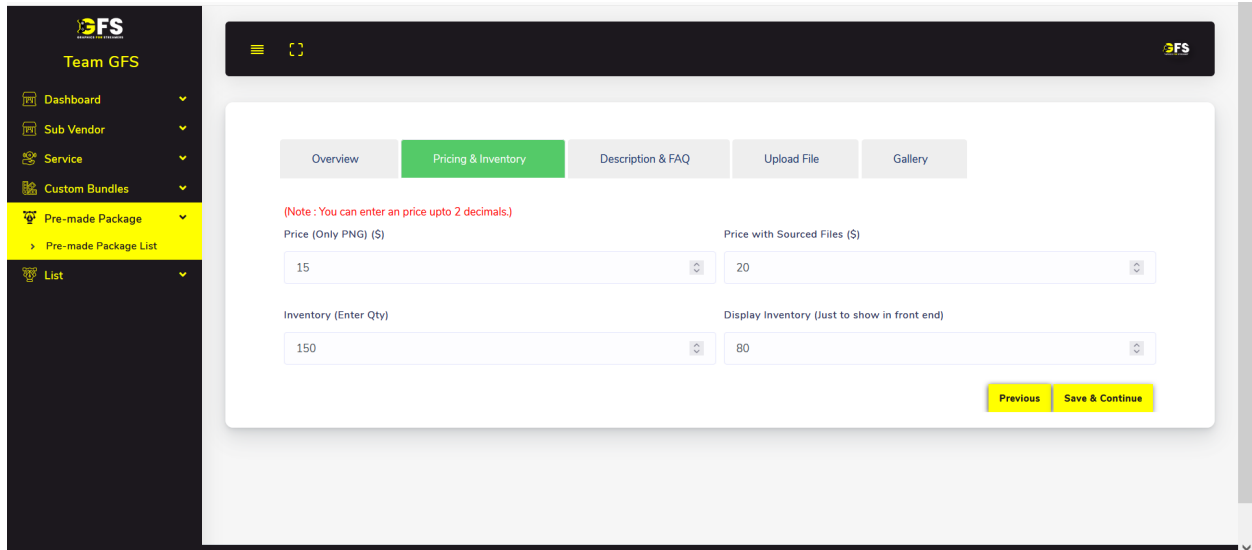 GFS
GRAPHICS FOR STREAMERS
Team GFS
Dashboard
Sub Vendor
Service
Custom Bundles
Pre-made Package
Pre-made Package List
List
GFS
Overview
Pricing & Inventory
Description & FAQ
Upload File
Gallery
(Note : You can enter an price upto 2 decimals.)
Price (Only PNG) ($)
Price with Sourced Files ($)
15
20
Inventory (Enter Qty)
Display Inventory (Just to show in front end)
150
80
Previous
Save & Continue